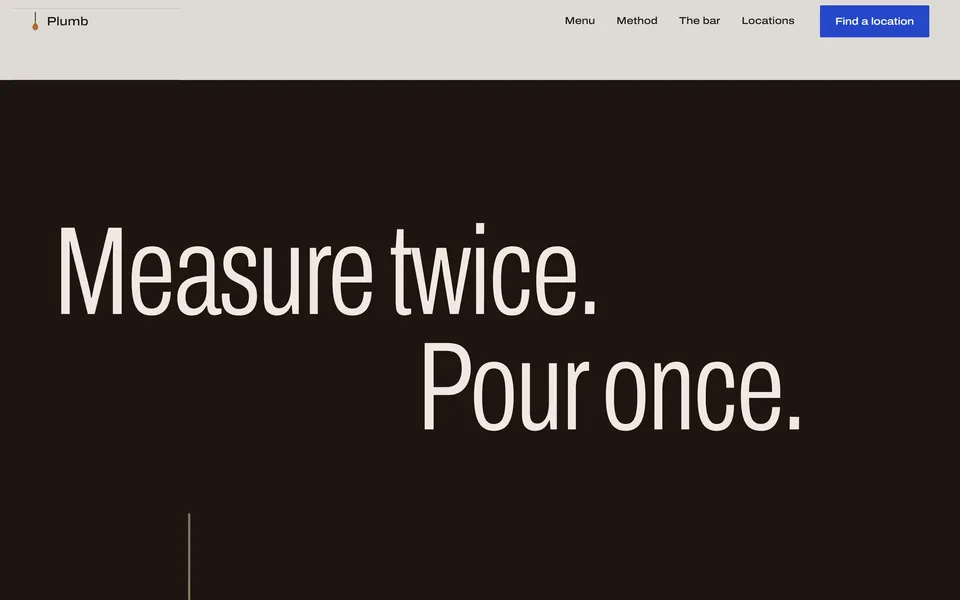 Plumb
Menu
Method
The bar
Locations
Find a location
Measure twice.
Pour once.